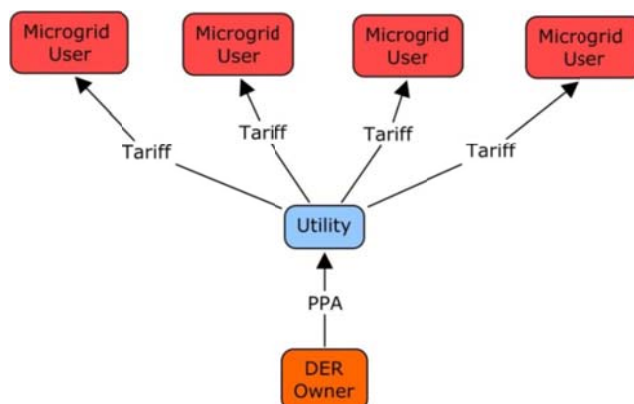 Microgrid
User
Microgrid
User
Microgrid
User
Microgrid
User
Tariff
Tariff
Tariff
Tariff
Utility
PPA
DER
Owner